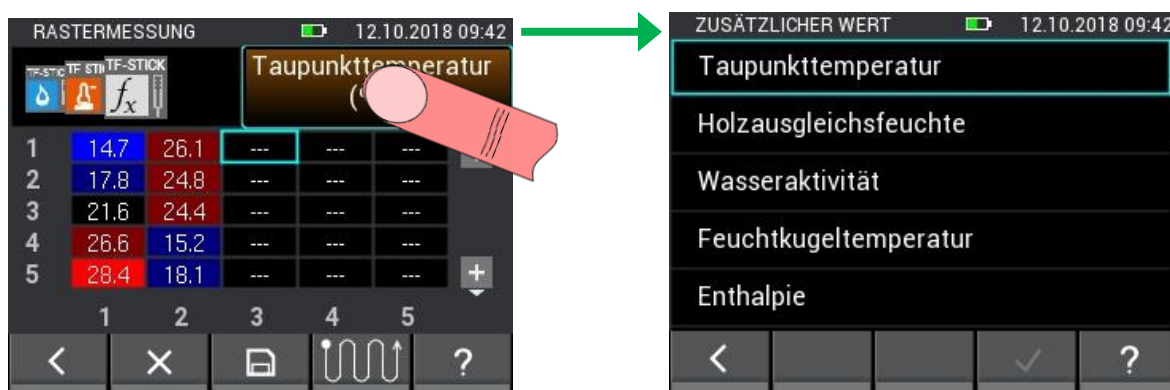 RASTERMESSUNG 12.10.2018 09:42
TF-STICK
Taupunkttemperatur
fx
1 14.7 26.1 --- --- ---
2 17.8 24.8 --- --- ---
3 21.6 24.4 --- --- ---
4 26.6 15.2 --- --- ---
5 28.4 18.1 --- --- --- +
1 2 3 4 5
?
ZUSÄTZLICHER WERT 12.10.2018 09:42
Taupunkttemperatur
Holzausgleichsfeuchte
Wasseraktivität
Feuchtkugeltemperatur
Enthalpie
?